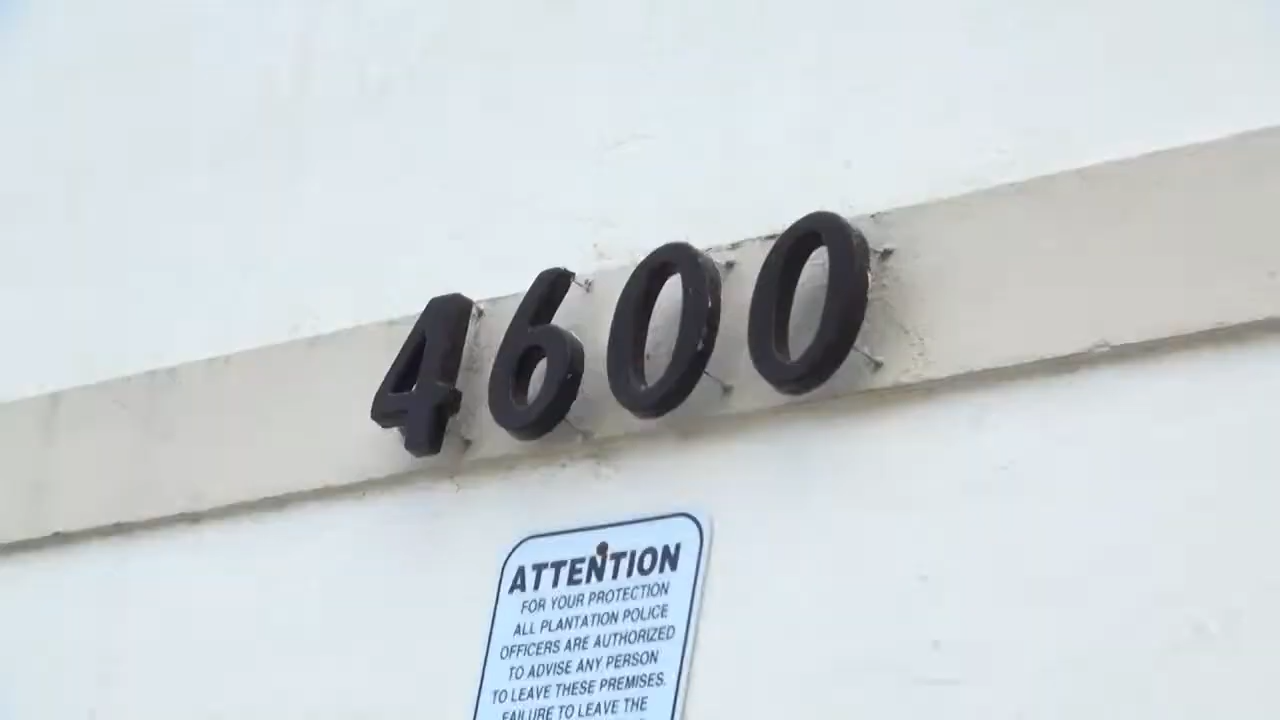 4600
ATTENTION
FOR YOUR PROTECTION
ALL PLANTATION POLICE
OFFICERS ARE AUTHORIZED
TO ADVISE ANY PERSON
TO LEAVE THESE PREMISES.
FAILURE TO LEAVE THE